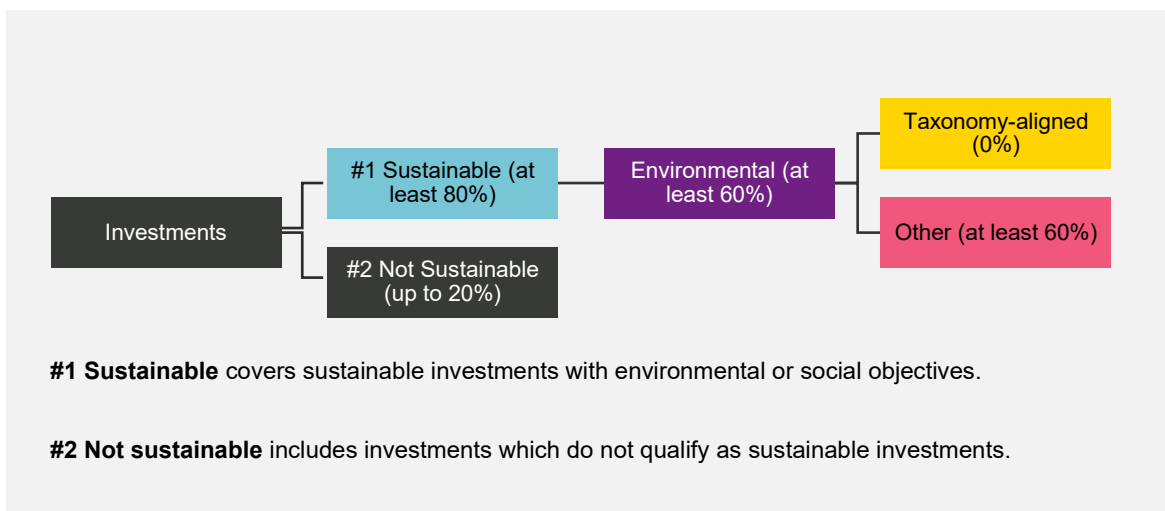 Investments
#1 Sustainable (at
least 80%)
#2 Not Sustainable
(up to 20%)
Environmental (at
least 60%)
Taxonomy-aligned
(0%)
Other (at least 60%)
#1 Sustainable covers sustainable investments with environmental or social objectives.
#2 Not sustainable includes investments which do not qualify as sustainable investments.